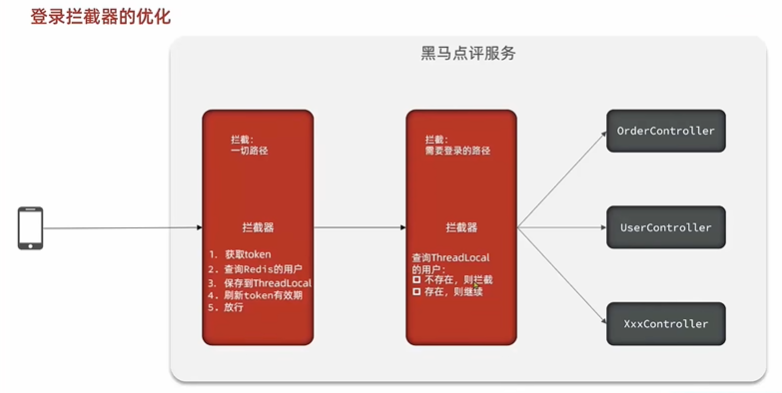 登录拦截器的优化
黑马点评服务
拦截：
一切路径
拦截器
1. 获取token
2. 查询Redis的用户
3. 保存到ThreadLocal
4. 刷新token有效期
5. 放行
拦截：
需要登录的路径
拦截器
查询ThreadLocal
的用户：
不存在，则拦截
存在，则继续
OrderController
UserController
XxxController